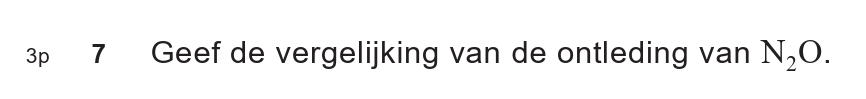 3p 7 Geef de vergelijking van de ontleding van N₂O.